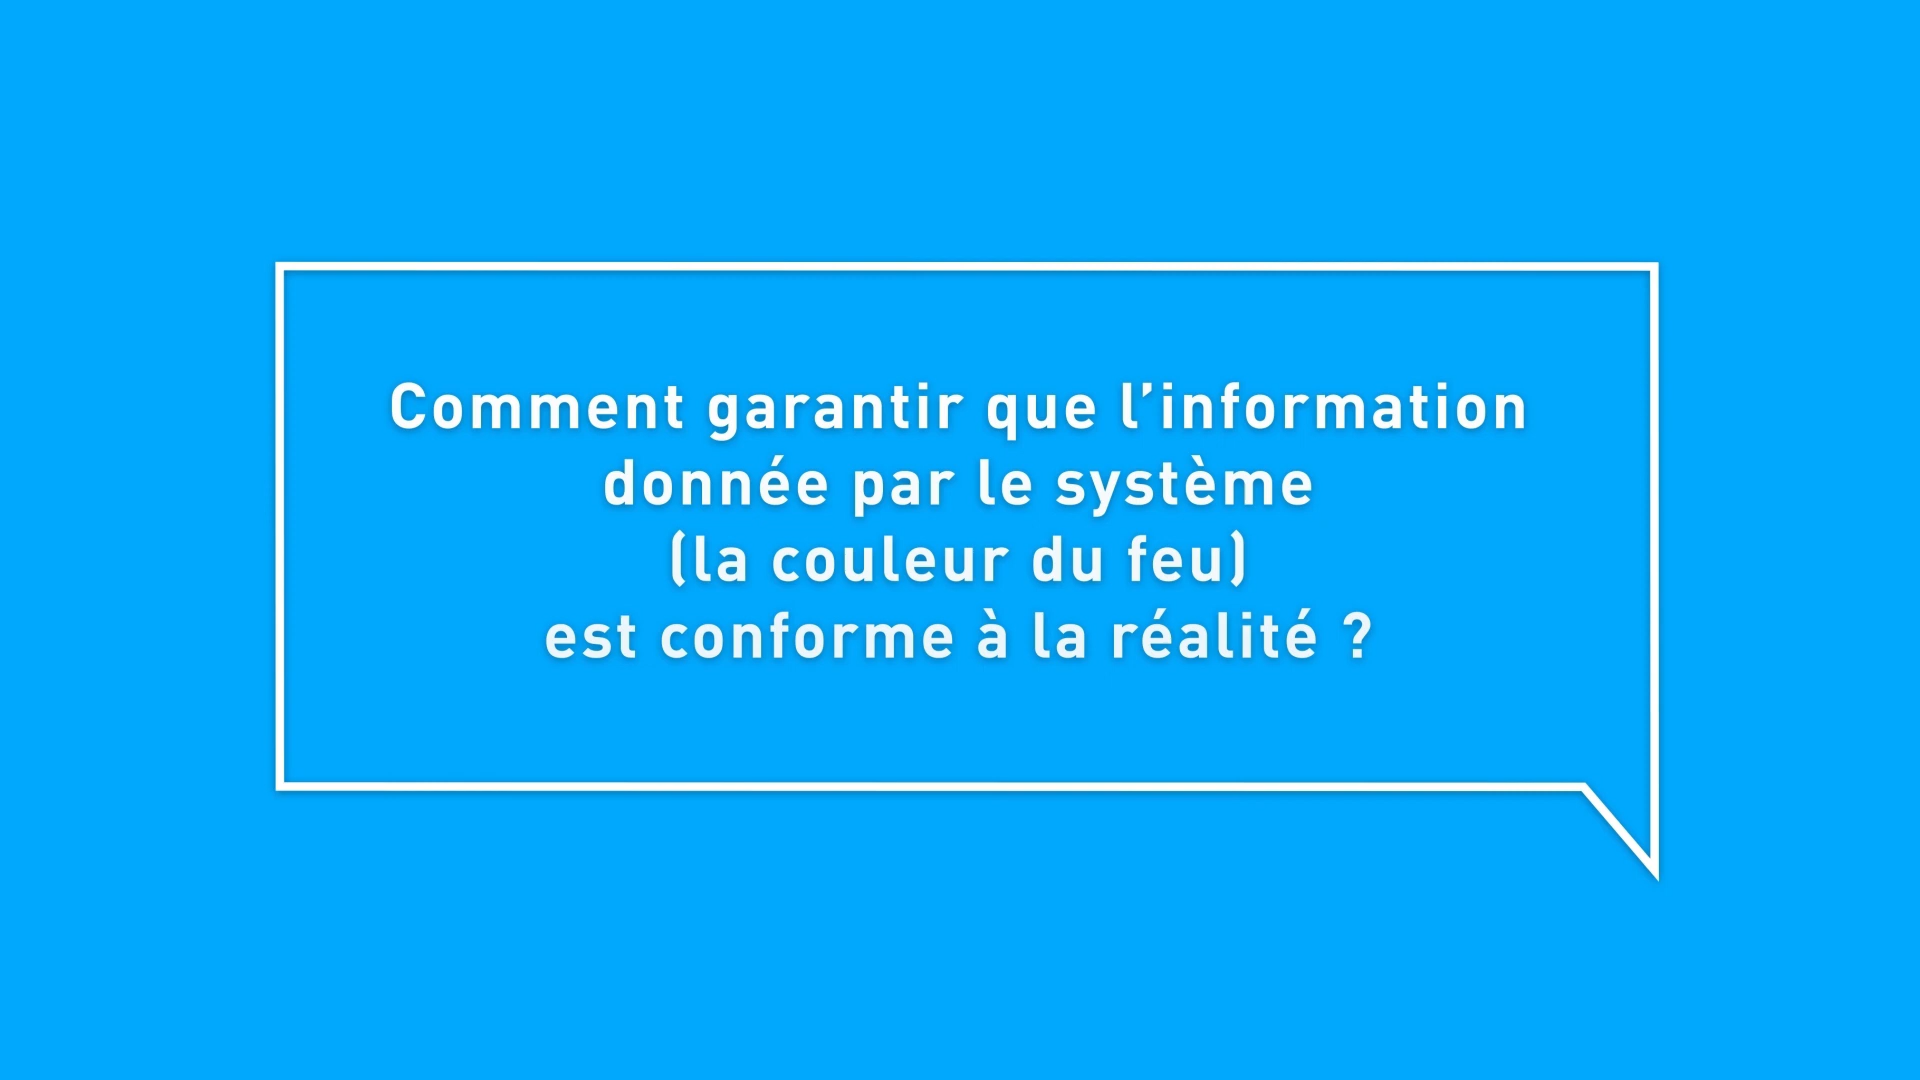 Comment garantir que l’information
donnée par le système
(la couleur du feu)
est conforme à la réalité ?